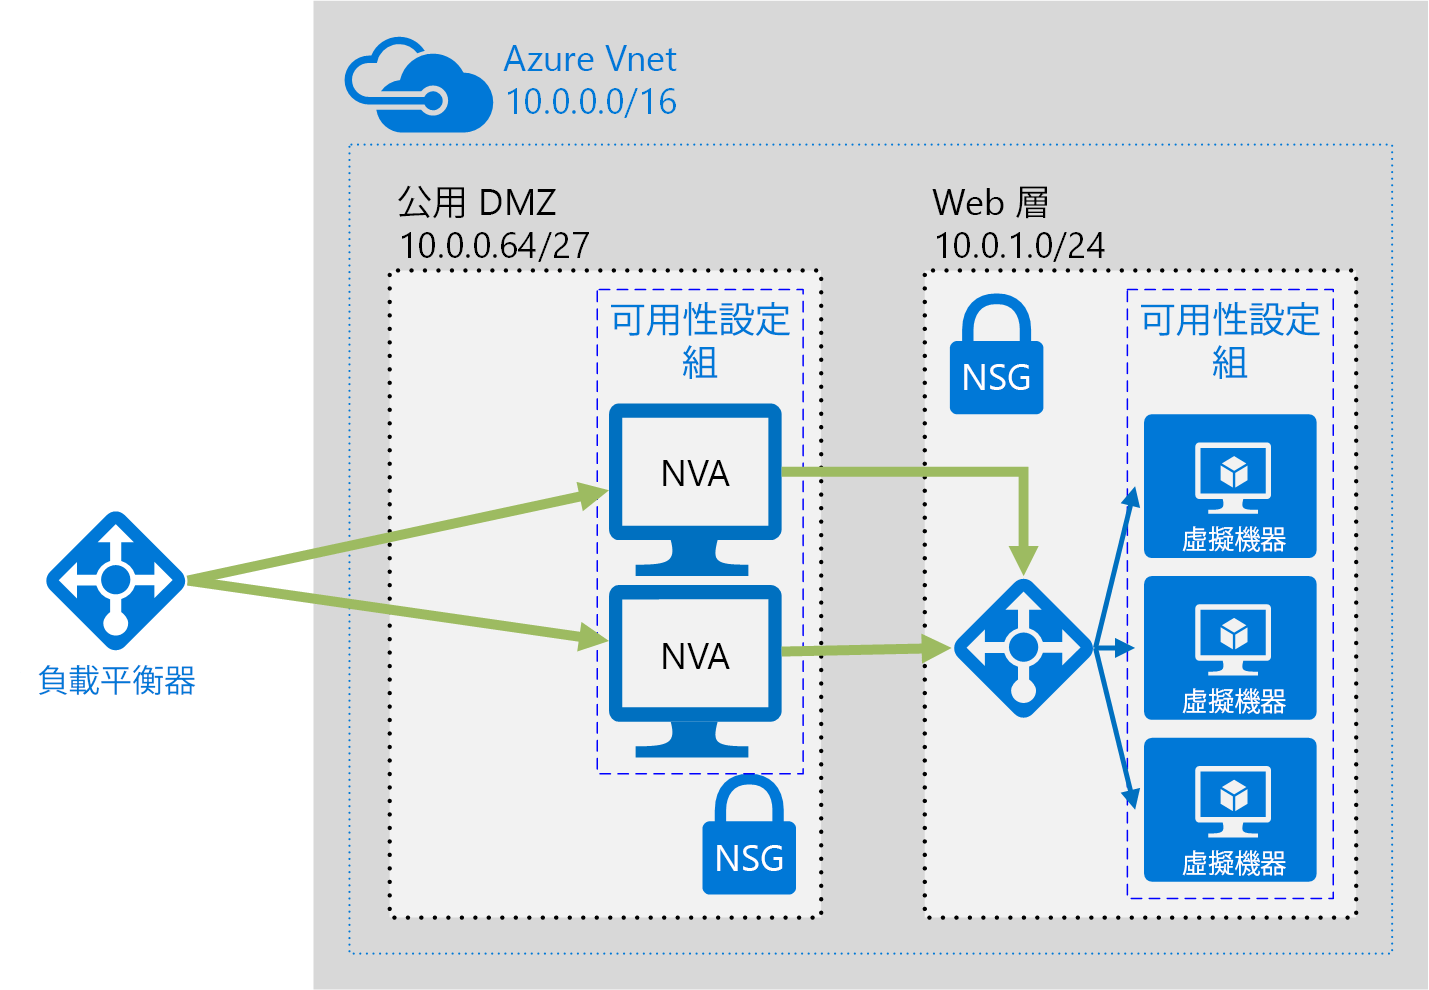 Azure Vnet
10.0.0.0/16
公用 DMZ
10.0.0.64/27
可用性設定
組
NVA
NVA
NSG
Web 層
10.0.1.0/24
NSG
可用性設定
組
虛擬機器
虛擬機器
虛擬機器
負載平衡器